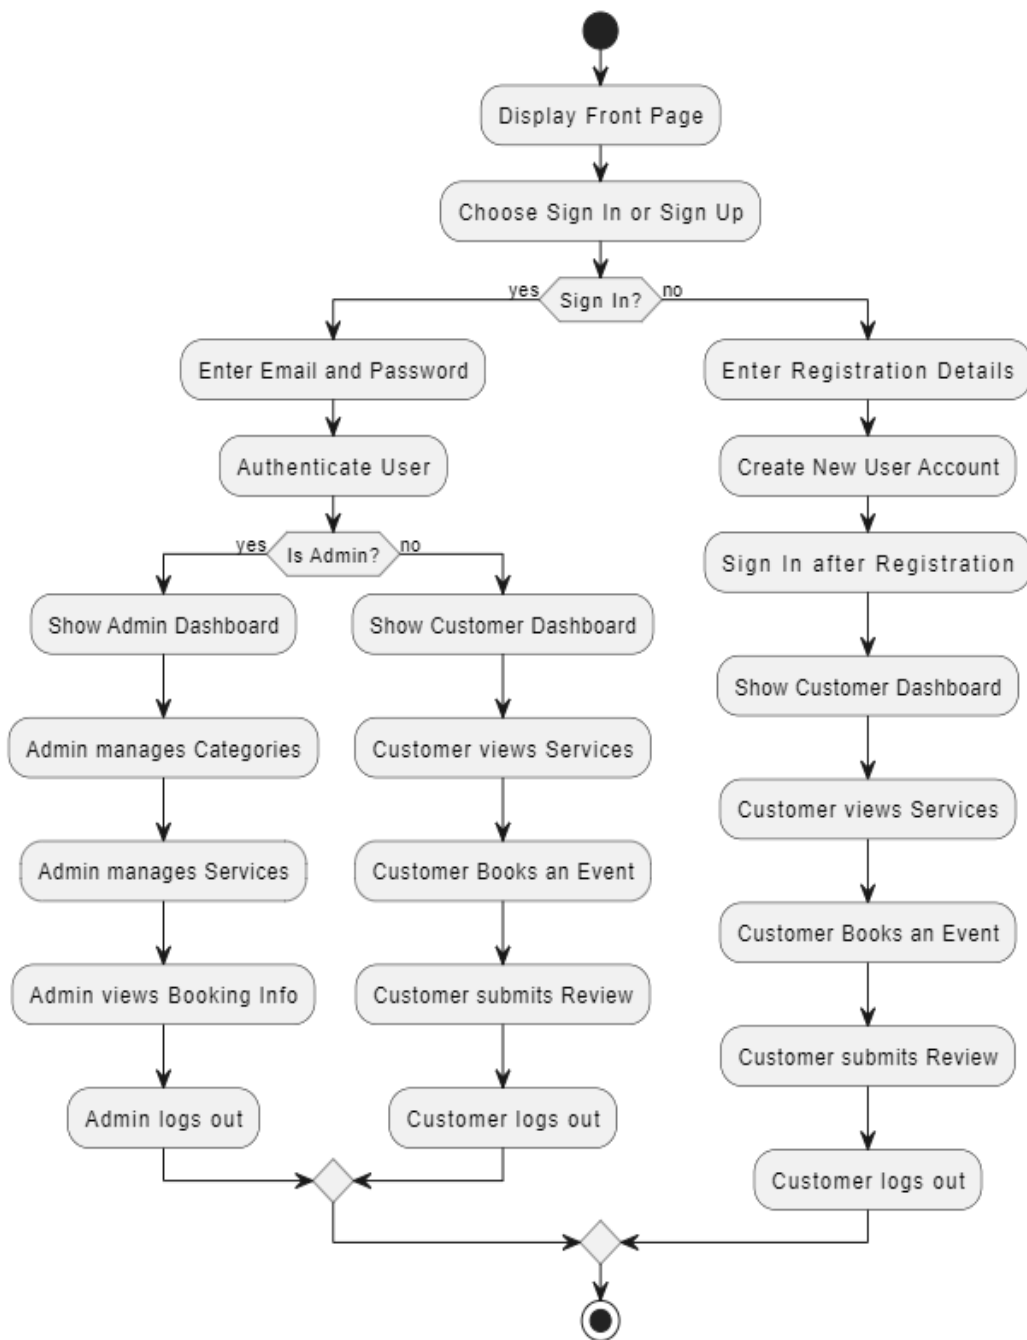 Display Front Page
Choose Sign In or Sign Up
yes
Sign In?
no
Enter Email and Password
Enter Registration Details
Authenticate User
Create New User Account
yes
Is Admin?
no
Sign In after Registration
Show Admin Dashboard
Show Customer Dashboard
Show Customer Dashboard
Admin manages Categories
Customer views Services
Customer views Services
Admin manages Services
Customer Books an Event
Customer Books an Event
Admin views Booking Info
Customer submits Review
Customer submits Review
Admin logs out
Customer logs out
Customer logs out